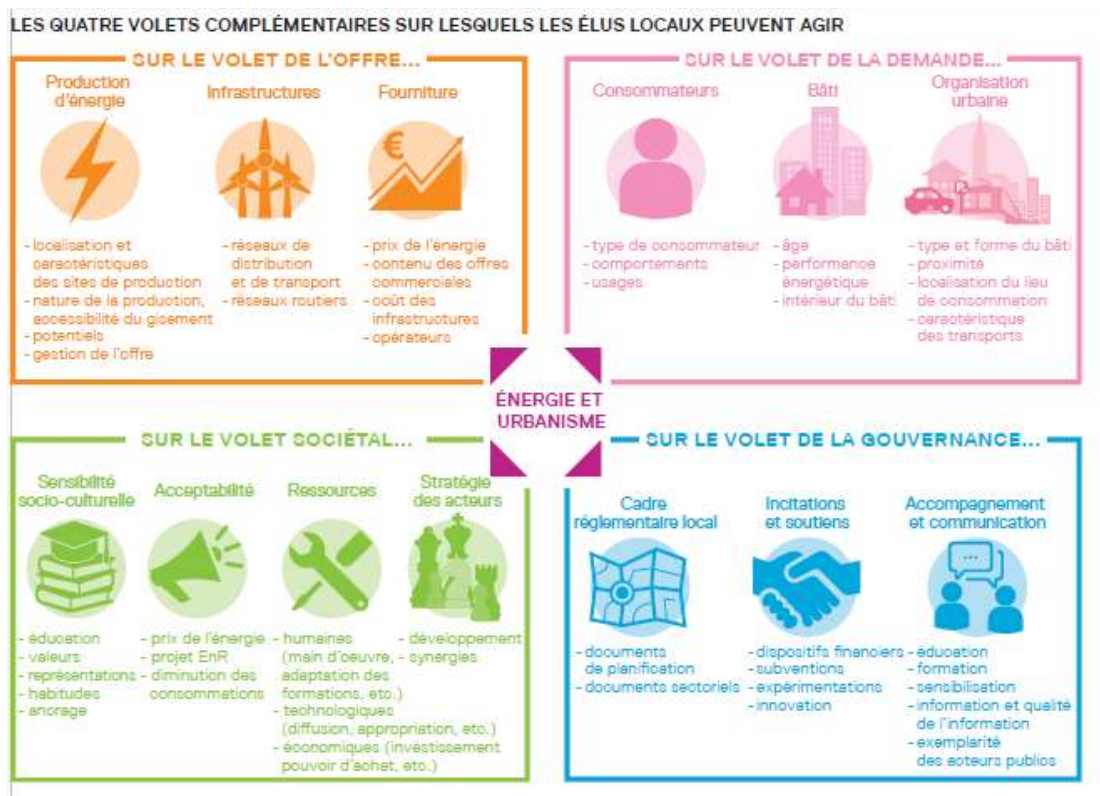 LES QUATRE VOLETS COMPLÉMENTAIRES SUR LESQUELS LES ÉLUS LOCAUX PEUVENT AGIR
SUR LE VOLET DE L'OFFRE...
Production
d'énergie
- localisation et
caractéristiques
des sites de production
- nature de la production,
accessibilité du gisement
- potentiels
- gestion de l'offre
Infrastructures
- réseaux de
distribution
et de transport
- réseaux routiers
Fourniture
€
- prix de l'énergie
- contenu des offres
commerciales
- coût des
infrastructures
- opérateurs
SUR LE VOLET DE LA DEMANDE...
Consommateurs
- type de consommateur
- comportements
- usages
Bâti
- âge
- performance
énergétique
- intérieur du bâti
Organisation
urbaine
P
- type et forme du bâti
- proximité
- localisation du lieu
de consommation
- caractéristique
des transports
ÉNERGIE ET
URBANISME
SUR LE VOLET SOCIÉTAL...
Sensibilité
socio-culturelle
- éducation
- valeurs
- représentations
- habitudes
- ancrage
Acceptabilité
- prix de l'énergie
- projet EnR
- diminution des
consommations
Ressources
- humaines
(main d'oeuvre,
adaptation des
formations, etc.)
- technologiques
(diffusion, appropriation, etc.)
- économiques (investissement
pouvoir d'achat, etc.)
Stratégie
des acteurs
- développement
- synergies
SUR LE VOLET DE LA GOUVERNANCE...
Cadre
réglementaire local
- documents
de planification
- documents sectoriels
Incitations
et soutiens
- dispositifs financiers
- subventions
- expérimentations
- innovation
Accompagnement
et communication
...
- éducation
- formation
- sensibilisation
- information et qualité
de l'information
- exemplarité
des acteurs publics